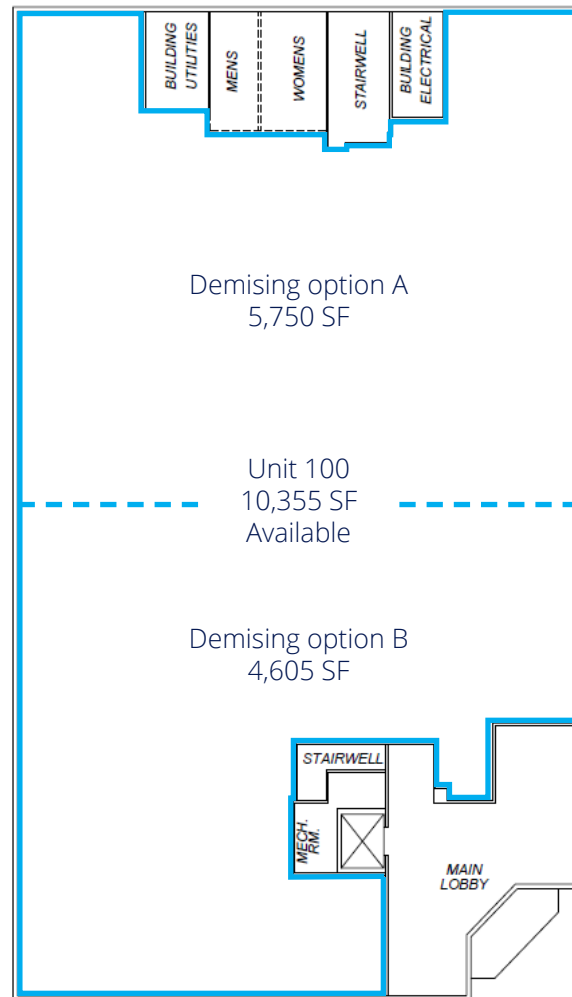 BUILDING
UTILITIES
MENS
WOMENS
STAIRWELL
BUILDING
ELECTRICAL
Demising option A
5,750 SF
Unit 100
10,355 SF
Available
Demising option B
4,605 SF
STAIRWELL
MECH.
RM.
MAIN
LOBBY